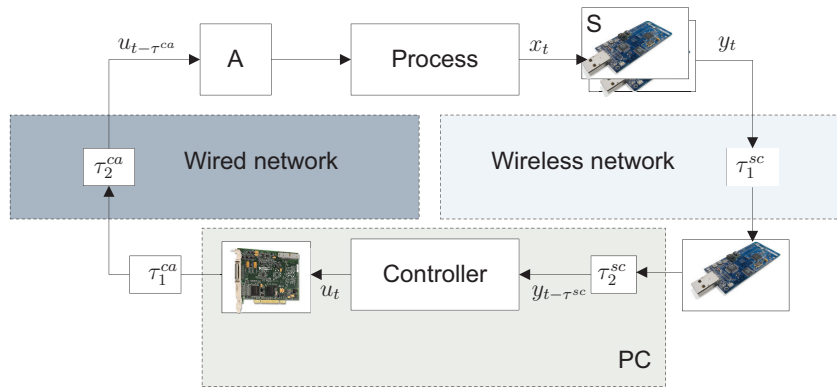 u_{t-τ^{ca}}
A
Process
x_t
S
y_t
τ_2^{ca}
Wired network
Wireless network
τ_1^{sc}
τ_1^{ca}
u_t
Controller
y_{t-τ^{sc}}
τ_2^{sc}
PC